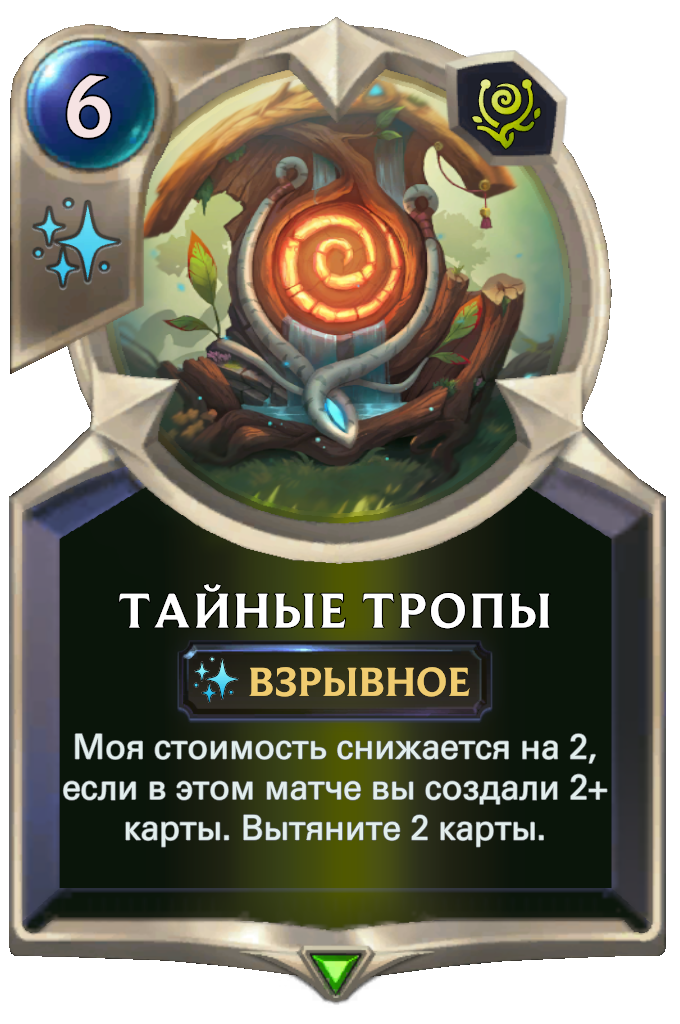 6
ТАЙНЫЕ ТРОПЫ
ВЗРЫВНОЕ
Моя стоимость снижается на 2,
если в этом матче вы создали 2+
карты. Вытяните 2 карты.